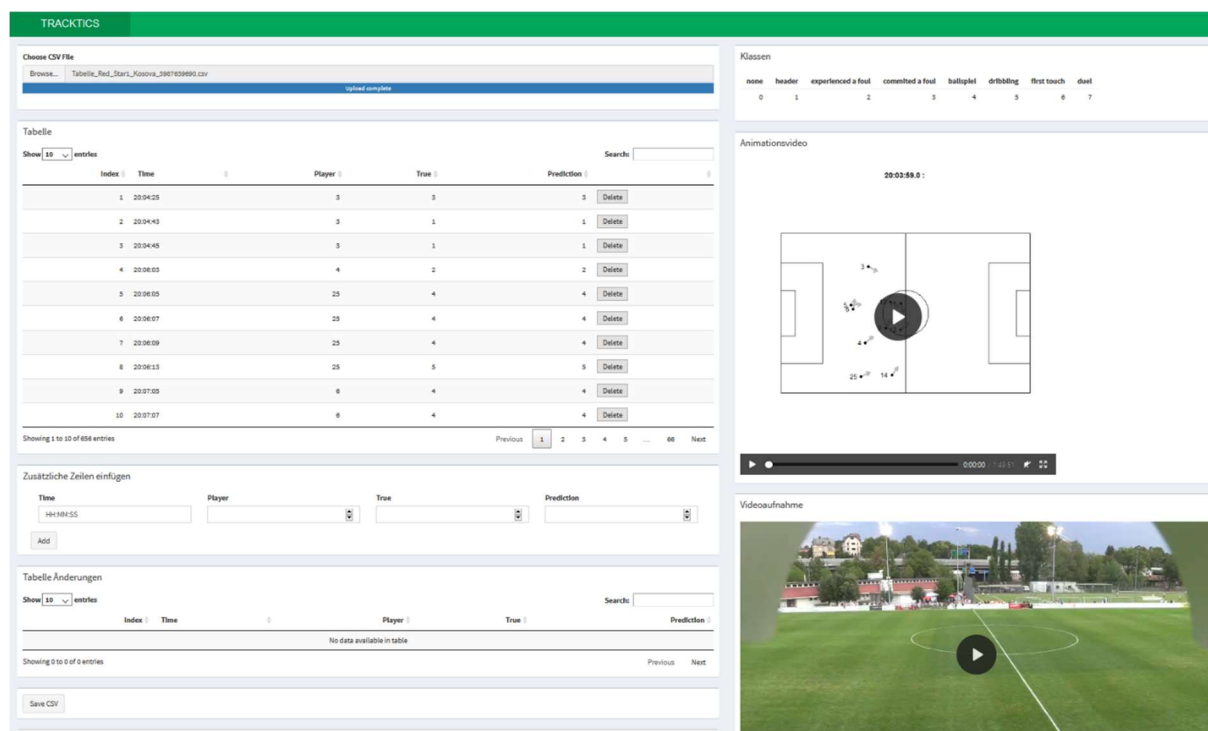 TRACKTICS
Choose CSV File
Browse... Tabelle_Red_Star1_Kosova_3967639690.csv
Upload complete
Tabelle
Show 10 entries Search:
Index Time Player True Prediction
1 20:04:25 3 3 3 Delete
2 20:04:43 3 1 1 Delete
3 20:04:45 3 1 1 Delete
4 20:06:03 4 2 2 Delete
5 20:06:05 25 4 4 Delete
6 20:06:07 25 4 4 Delete
7 20:06:09 25 4 4 Delete
8 20:06:13 25 5 5 Delete
9 20:07:05 6 4 4 Delete
10 20:07:07 6 4 4 Delete
Showing 1 to 10 of 656 entries Previous 1 2 3 4 5 ... 66 Next
Zusätzliche Zeilen einfügen
Time Player True Prediction
HH:MM:SS
Add
Tabelle Änderungen
Show 10 entries Search:
Index Time Player True Prediction
No data available in table
Showing 0 to 0 of 0 entries Previous Next
Save CSV
Klassen
none header experienced a foul commited a foul ballspiel dribbling first touch duel
0 1 2 3 4 5 6 7
Animationsvideo
20:03:59.0 :
3
4
25 14
0:00:00
Videoaufnahme